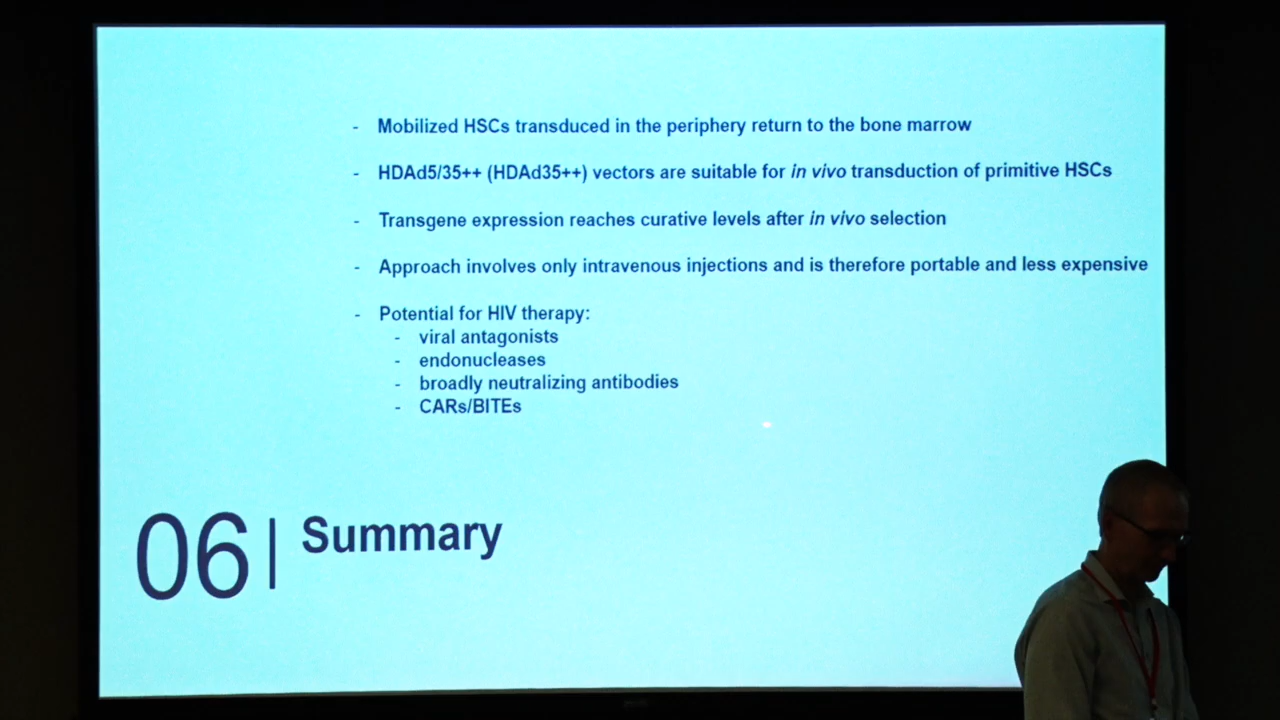 - Mobilized HSCs transduced in the periphery return to the bone marrow
- HDAd5/35++ (HDAd35++) vectors are suitable for in vivo transduction of primitive HSCs
- Transgene expression reaches curative levels after in vivo selection
- Approach involves only intravenous injections and is therefore portable and less expensive
- Potential for HIV therapy:
- viral antagonists
- endonucleases
- broadly neutralizing antibodies
- CARs/BITEs
06 | Summary